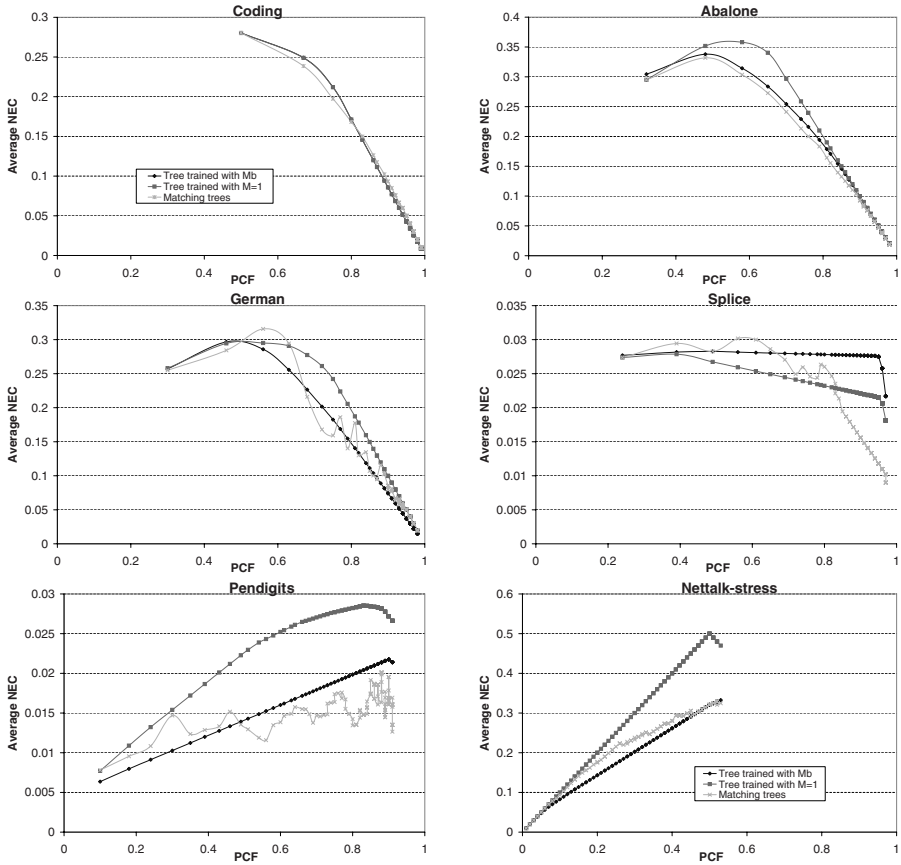 Coding
0.3
0.25
0.2
0.15
0.1
0.05
0
Average NEC
Tree trained with Mb
Tree trained with M=1
Matching trees
0 0.2 0.4 0.6 0.8 1
PCF
Abalone
0.4
0.35
0.3
0.25
0.2
0.15
0.1
0.05
0
Average NEC
0 0.2 0.4 0.6 0.8 1
PCF
German
0.35
0.3
0.25
0.2
0.15
0.1
0.05
0
Average NEC
0 0.2 0.4 0.6 0.8 1
PCF
Splice
0.035
0.03
0.025
0.02
0.015
0.01
0.005
0
Average NEC
0 0.2 0.4 0.6 0.8 1
PCF
Pendigits
0.03
0.025
0.02
0.015
0.01
0.005
0
Average NEC
0 0.2 0.4 0.6 0.8 1
PCF
Nettalk-stress
0.6
0.5
0.4
0.3
0.2
0.1
0
Average NEC
Tree trained with Mb
Tree trained with M=1
Matching trees
0 0.2 0.4 0.6 0.8 1
PCF